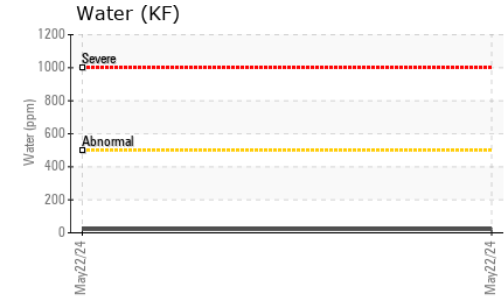 Water (KF)
1200
Severe
1000
800
Water (ppm)
600
Abnormal
400
200
0
May22/24
May22/24